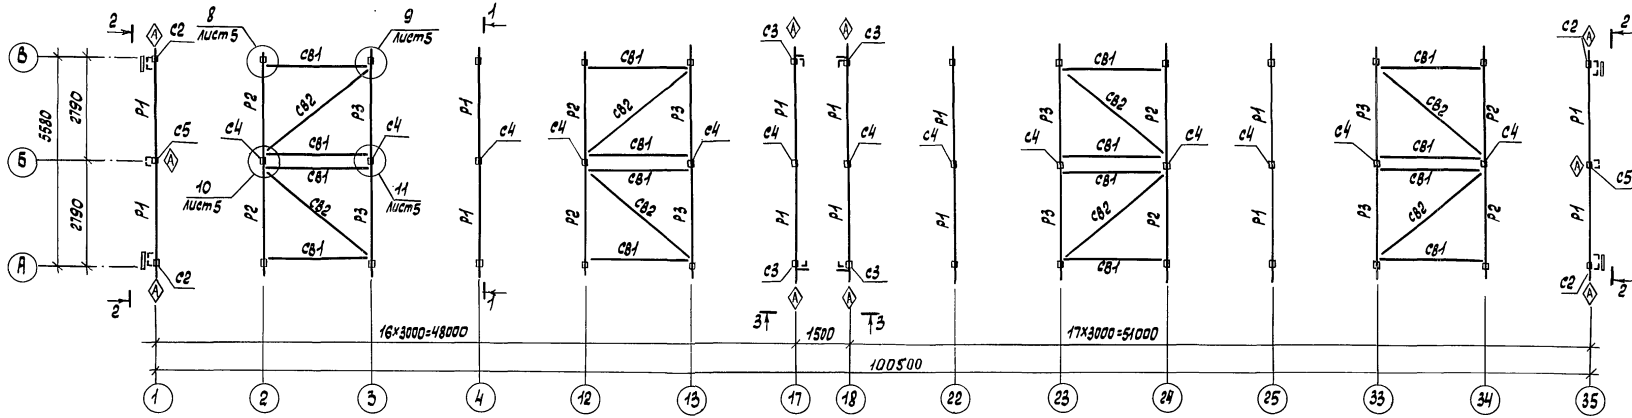 2 А С2 8 Лист5 9 Лист5 1 С3 А А С3 С2 А 2
В СВ1 СВ1 СВ1 СВ1
5580 2790 Р1 Р2 СВ2 Р3 Р1 Р2 СВ2 Р3 Р1 Р1 Р1 Р3 СВ2 Р2 Р1 Р3 СВ2 Р2 Р1
С5 С4 СВ1 С4 С4 С4 СВ1 С4 С4 С4 С4 СВ1 С4 С4 С4 СВ1 С4
Б А СВ1 СВ1 СВ1 СВ1 А С5
10 Лист5 11 Лист5
2790 Р1 Р2 СВ2 Р3 Р1 Р2 СВ2 Р3 Р1 Р1 Р1 Р3 СВ2 Р2 Р1 Р3 СВ2 Р2 Р1
А С2 СВ1 СВ1 С3 С3 СВ1 СВ1 С2
2 А 1 А А А 2
3 3
16×3000=48000 1500 17×3000=51000
100500
1 2 3 4 12 13 17 18 22 23 24 25 33 34 35